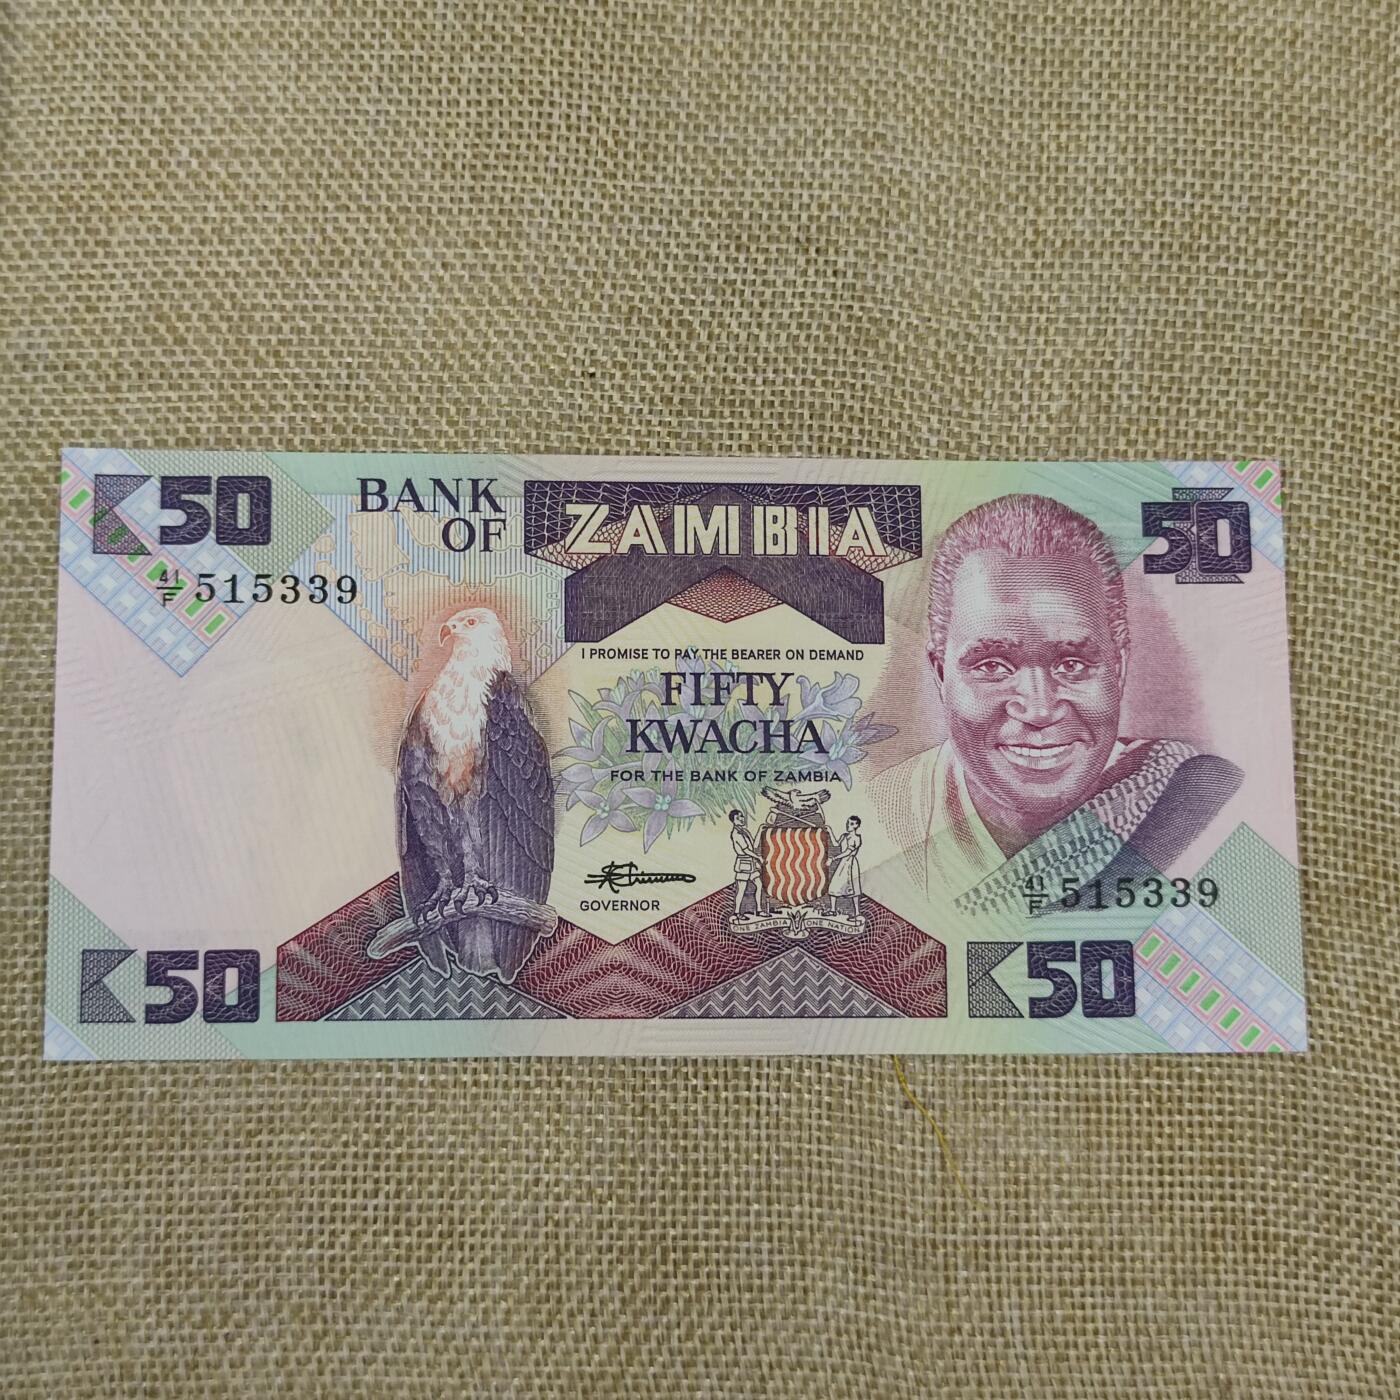 K50
BANK
OF
ZAMBIA
50
41/F 515339
I PROMISE TO PAY THE BEARER ON DEMAND
FIFTY
KWACHA
FOR THE BANK OF ZAMBIA
GOVERNOR
41/F 515339
ONE ZAMBIA ONE NATION
K50
K50